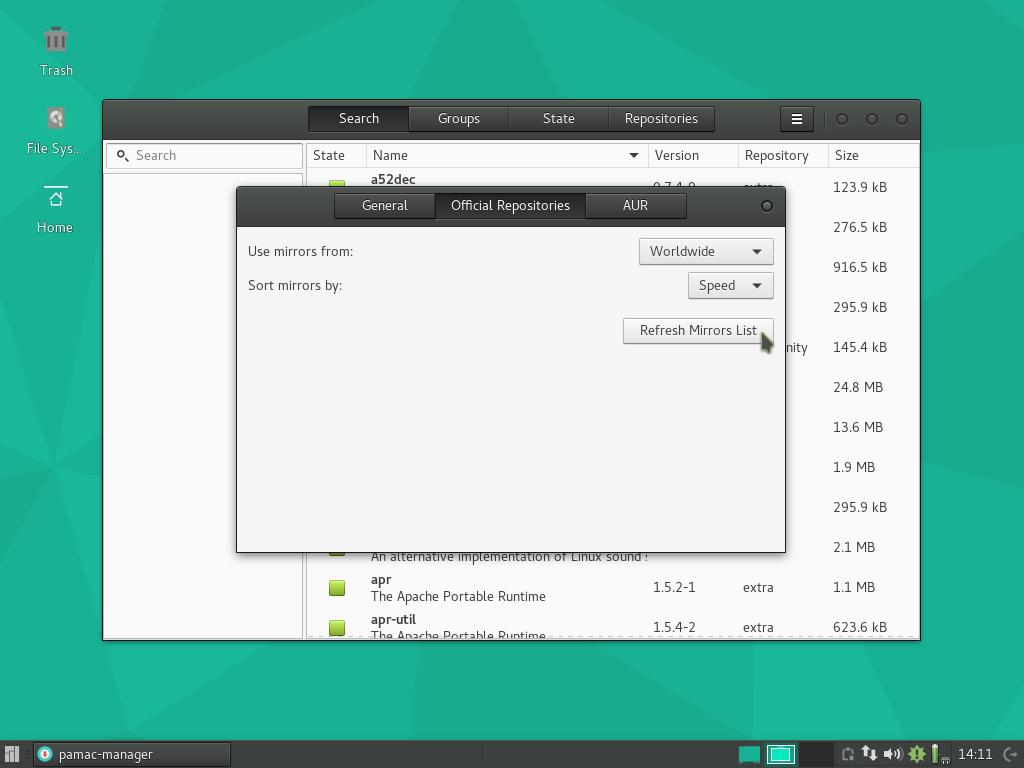 Trash
File Sys...
Home
Search Groups State Repositories
Search
State Name Version Repository Size
a52dec
extra 123.9 kB
276.5 kB
916.5 kB
295.9 kB
145.4 kB
24.8 MB
13.6 MB
1.9 MB
295.9 kB
2.1 MB
General Official Repositories AUR
Use mirrors from: Worldwide
Sort mirrors by: Speed
Refresh Mirrors List
An alternative implementation of Linux sound
apr
The Apache Portable Runtime
1.5.2-1 extra 1.1 MB
apr-util
The Apache Portable Runtime
1.5.4-2 extra 623.6 kB
pamac-manager
14:11